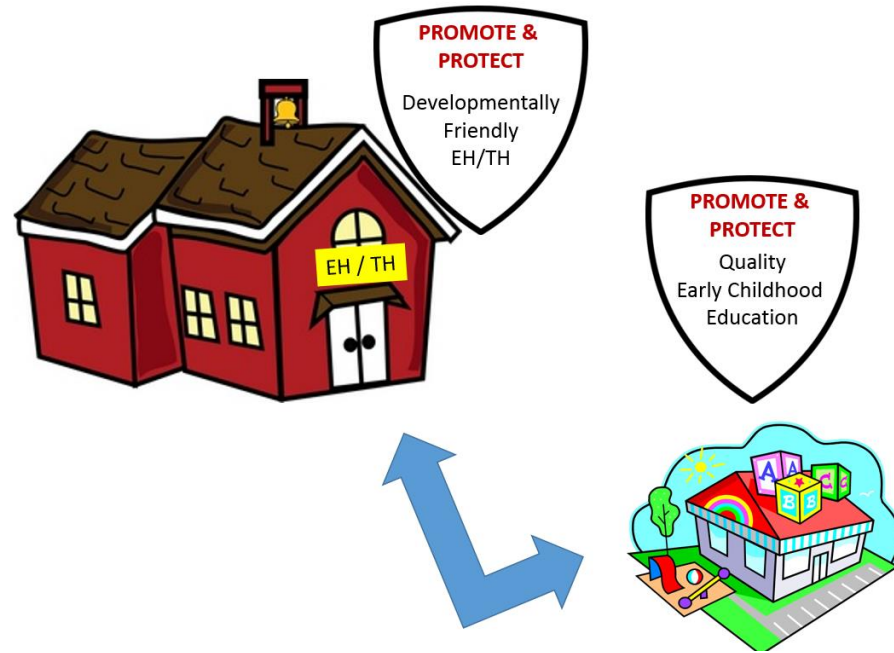 PROMOTE &
PROTECT
Developmentally
Friendly
EH/TH
EH / TH
PROMOTE &
PROTECT
Quality
Early Childhood
Education
A
A
B
B
C
C